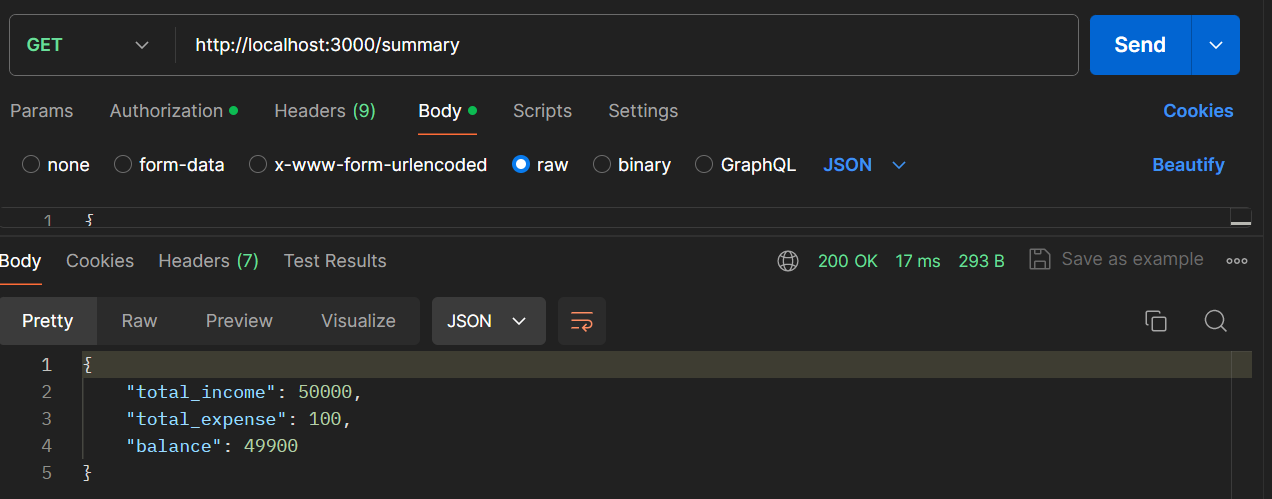 GET http://localhost:3000/summary Send
Params Authorization Headers (9) Body Scripts Settings Cookies
none form-data x-www-form-urlencoded raw binary GraphQL JSON Beautify
1 {
Body Cookies Headers (7) Test Results 200 OK 17 ms 293 B Save as example
Pretty Raw Preview Visualize JSON
1 {
2 "total_income": 50000,
3 "total_expense": 100,
4 "balance": 49900
5 }